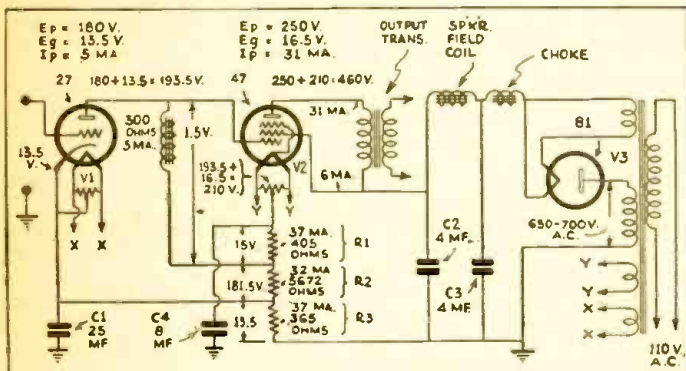 Ep = 180 V.
Eg = 13.5 V.
Ip = 5 MA.
Ep = 250 V.
Eg = 16.5 V.
Ip = 31 MA.
OUTPUT
TRANS.
SPKR.
FIELD
COIL
CHOKE
27
180+13.5=193.5V.
47
250+210=460V.
300
OHMS
5 MA.
1.5V.
31 MA.
81
13.5
V.
V1
193.5+
16.5=
210 V.
V2
6 MA
V3
650-700V.
A.C.
X
X
Y
Y
15V
37 MA.
405
OHMS
R1
C2
4 MF
181.5V
32 MA
5672
OHMS
R2
C3
4 MF.
Y
Y
X
X
C1
25
MF
C4
8
MF
13.5
37 MA.
365
OHMS
R3
110 V.
A.C.